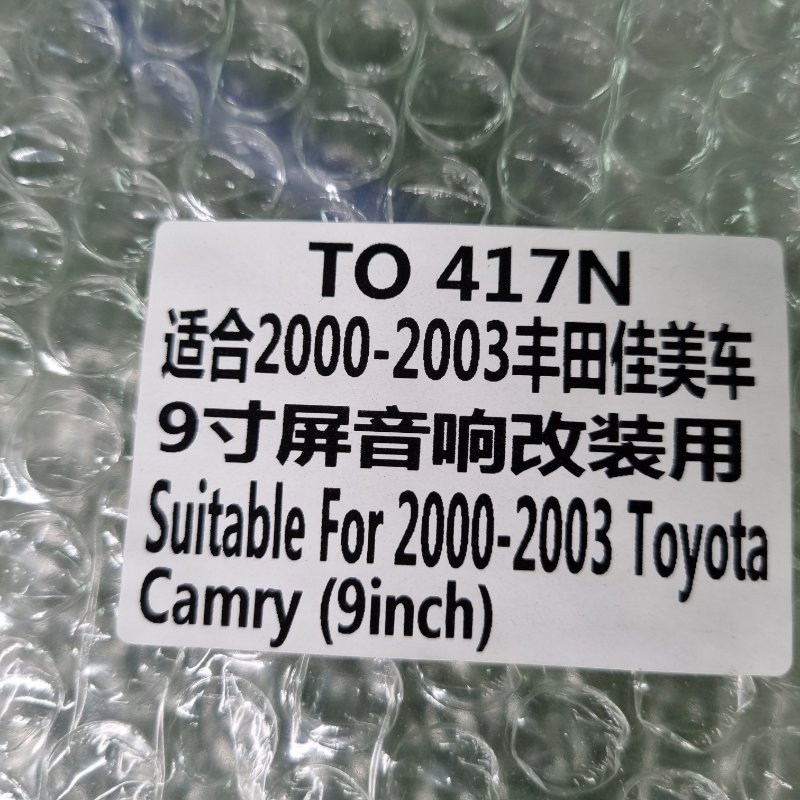 TO 417N
适合2000-2003丰田佳美车
9寸屏音响改装用
Suitable For 2000-2003 Toyota
Camry (9inch)